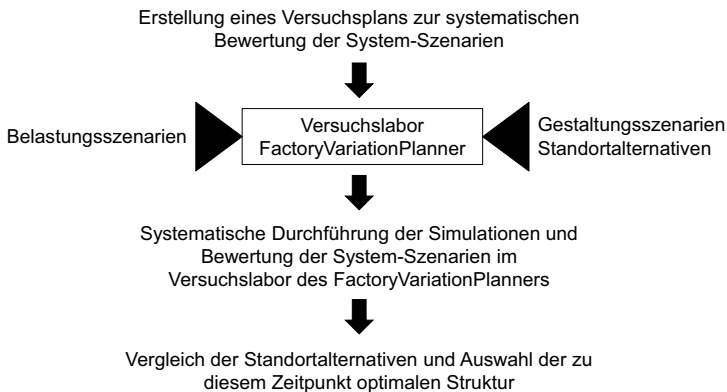 Erstellung eines Versuchsplans zur systematischen
Bewertung der System-Szenarien
Belastungsszenarien
Versuchslabor
FactoryVariationPlanner
Gestaltungsszenarien
Standortalternativen
Systematische Durchführung der Simulationen und
Bewertung der System-Szenarien im
Versuchslabor des FactoryVariationPlanners
Vergleich der Standortalternativen und Auswahl der zu
diesem Zeitpunkt optimalen Struktur